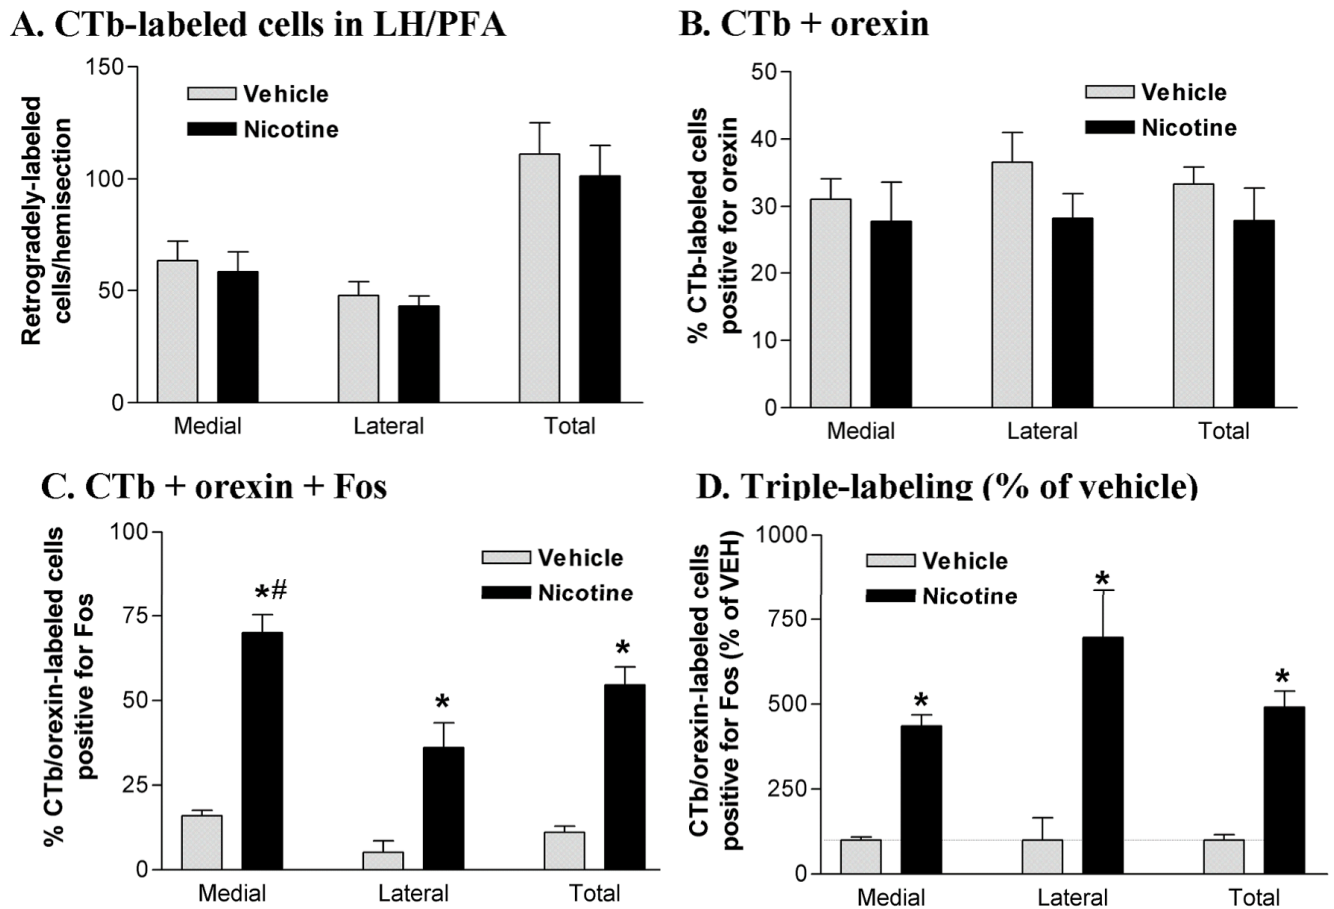 A. CTb-labeled cells in LH/PFA
Retrogradely-labeled
cells/hemisection
150
100
50
0
Vehicle
Nicotine
Medial
Lateral
Total
B. CTb + orexin
% CTb-labeled cells
positive for orexin
50
40
30
20
10
0
Vehicle
Nicotine
Medial
Lateral
Total
C. CTb + orexin + Fos
% CTb/orexin-labeled cells
positive for Fos
100
75
50
25
0
Vehicle
Nicotine
*#
*
*
Medial
Lateral
Total
D. Triple-labeling (% of vehicle)
CTb/orexin-labeled cells
positive for Fos (% of VEH)
1000
750
500
250
0
Vehicle
Nicotine
*
*
*
Medial
Lateral
Total